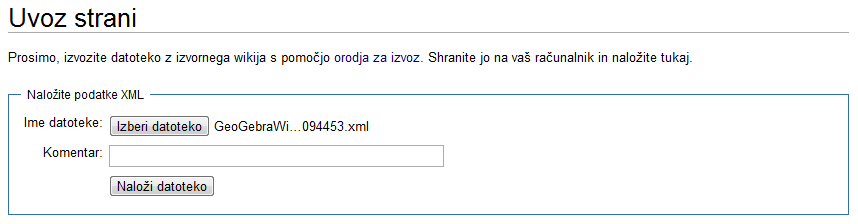 Uvoz strani
Prosimo, izvozite datoteko z izvornega wikija s pomočjo orodja za izvoz. Shranite jo na vaš računalnik in naložite tukaj.
Naložite podatke XML
Ime datoteke: Izberi datoteko GeoGebraWi...094453.xml
Komentar:
Naloži datoteko